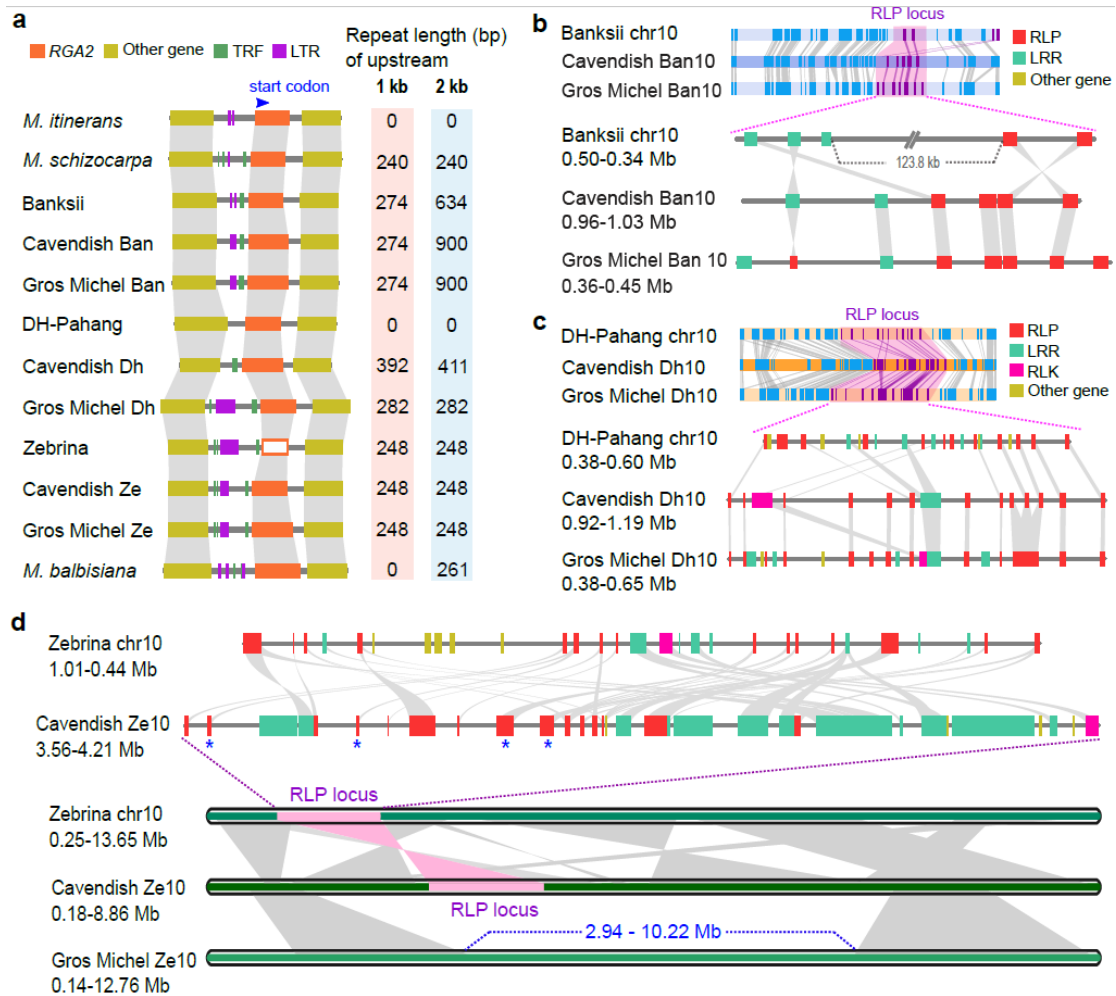 a
RGA2 Other gene TRF LTR
Repeat length (bp)
of upstream
1 kb 2 kb
start codon
M. itinerans 0 0
M. schizocarpa 240 240
Banksii 274 634
Cavendish Ban 274 900
Gros Michel Ban 274 900
DH-Pahang 0 0
Cavendish Dh 392 411
Gros Michel Dh 282 282
Zebrina 248 248
Cavendish Ze 248 248
Gros Michel Ze 248 248
M. balbisiana 0 261
b
RLP locus
Banksii chr10
Cavendish Ban10
Gros Michel Ban10
RLP
LRR
Other gene
Banksii chr10
0.50-0.34 Mb
123.8 kb
Cavendish Ban10
0.96-1.03 Mb
Gros Michel Ban 10
0.36-0.45 Mb
c
RLP locus
DH-Pahang chr10
Cavendish Dh10
Gros Michel Dh10
RLP
LRR
RLK
Other gene
DH-Pahang chr10
0.38-0.60 Mb
Cavendish Dh10
0.92-1.19 Mb
Gros Michel Dh10
0.38-0.65 Mb
d
Zebrina chr10
1.01-0.44 Mb
Cavendish Ze10
3.56-4.21 Mb
* * * *
RLP locus
Zebrina chr10
0.25-13.65 Mb
Cavendish Ze10
0.18-8.86 Mb
RLP locus
2.94 - 10.22 Mb
Gros Michel Ze10
0.14-12.76 Mb